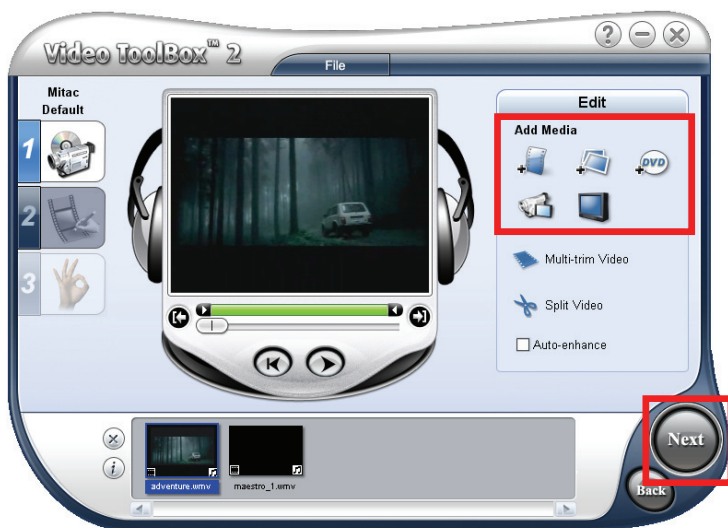 Video ToolBox™ 2
File
Mitac
Default
1
2
3
Edit
Add Media
DVD
Multi-trim Video
Split Video
Auto-enhance
Next
Back
i
adventure.wmv
maestro_1.wmv